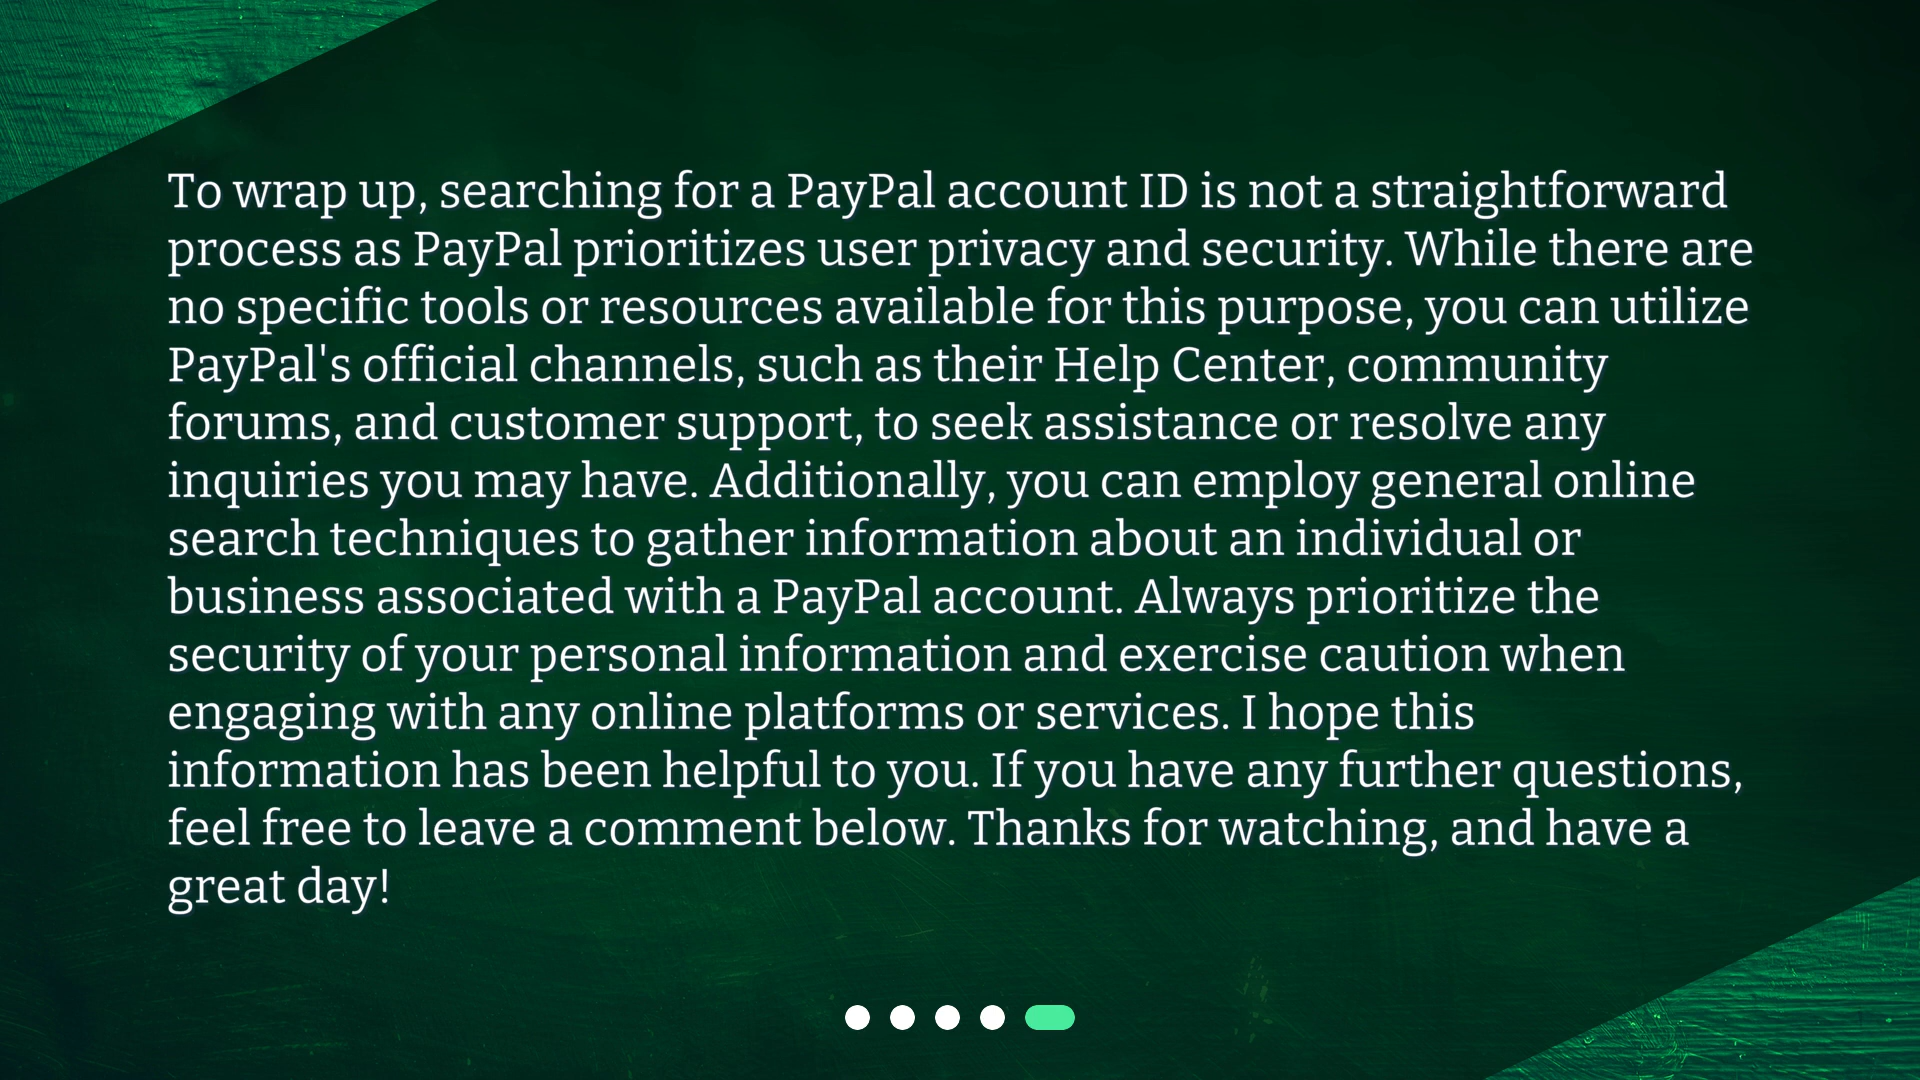 To wrap up, searching for a PayPal account ID is not a straightforward
process as PayPal prioritizes user privacy and security. While there are
no specific tools or resources available for this purpose, you can utilize
PayPal's official channels, such as their Help Center, community
forums, and customer support, to seek assistance or resolve any
inquiries you may have. Additionally, you can employ general online
search techniques to gather information about an individual or
business associated with a PayPal account. Always prioritize the
security of your personal information and exercise caution when
engaging with any online platforms or services. I hope this
information has been helpful to you. If you have any further questions,
feel free to leave a comment below. Thanks for watching, and have a
great day!